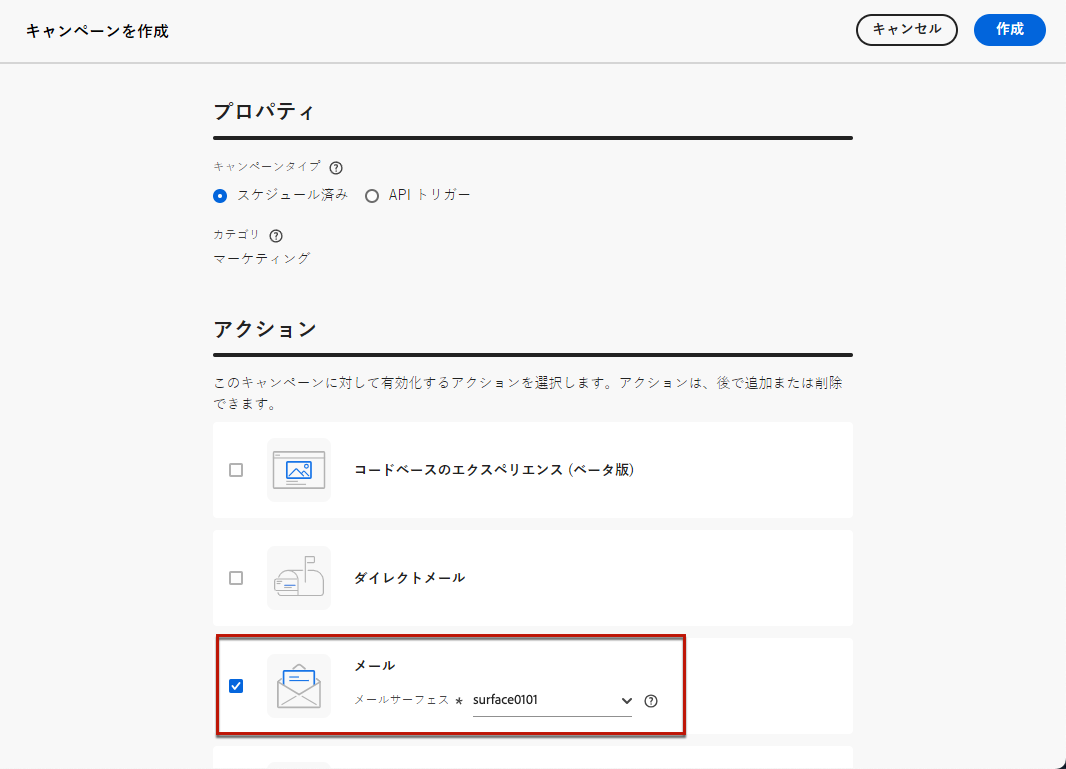 キャンペーンを作成
キャンセル
作成
プロパティ
キャンペーンタイプ
スケジュール済み API トリガー
カテゴリ
マーケティング
アクション
このキャンペーンに対して有効化するアクションを選択します。アクションは、後で追加または削除
できます。
コードベースのエクスペリエンス (ベータ版)
ダイレクトメール
メール
メールサーフェス * surface0101